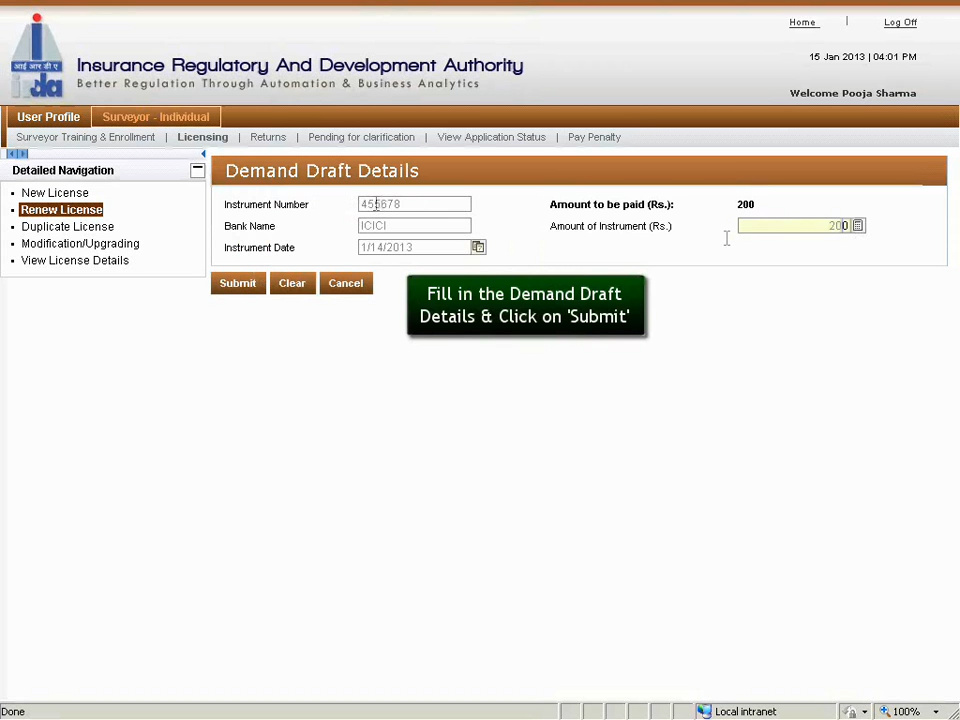 Home | Log Off
आई आर डी ए
irda
Insurance Regulatory And Development Authority
Better Regulation Through Automation & Business Analytics
15 Jan 2013 | 04:01 PM
Welcome Pooja Sharma
User Profile Surveyor - Individual
Surveyor Training & Enrollment | Licensing | Returns | Pending for clarification | View Application Status | Pay Penalty
Detailed Navigation
New License
Renew License
Duplicate License
Modification/Upgrading
View License Details
Demand Draft Details
Instrument Number 455678 Amount to be paid (Rs.): 200
Bank Name ICICI Amount of Instrument (Rs.) 200
Instrument Date 1/14/2013
Submit Clear Cancel
Fill in the Demand Draft
Details & Click on 'Submit'
Done Local intranet 100%